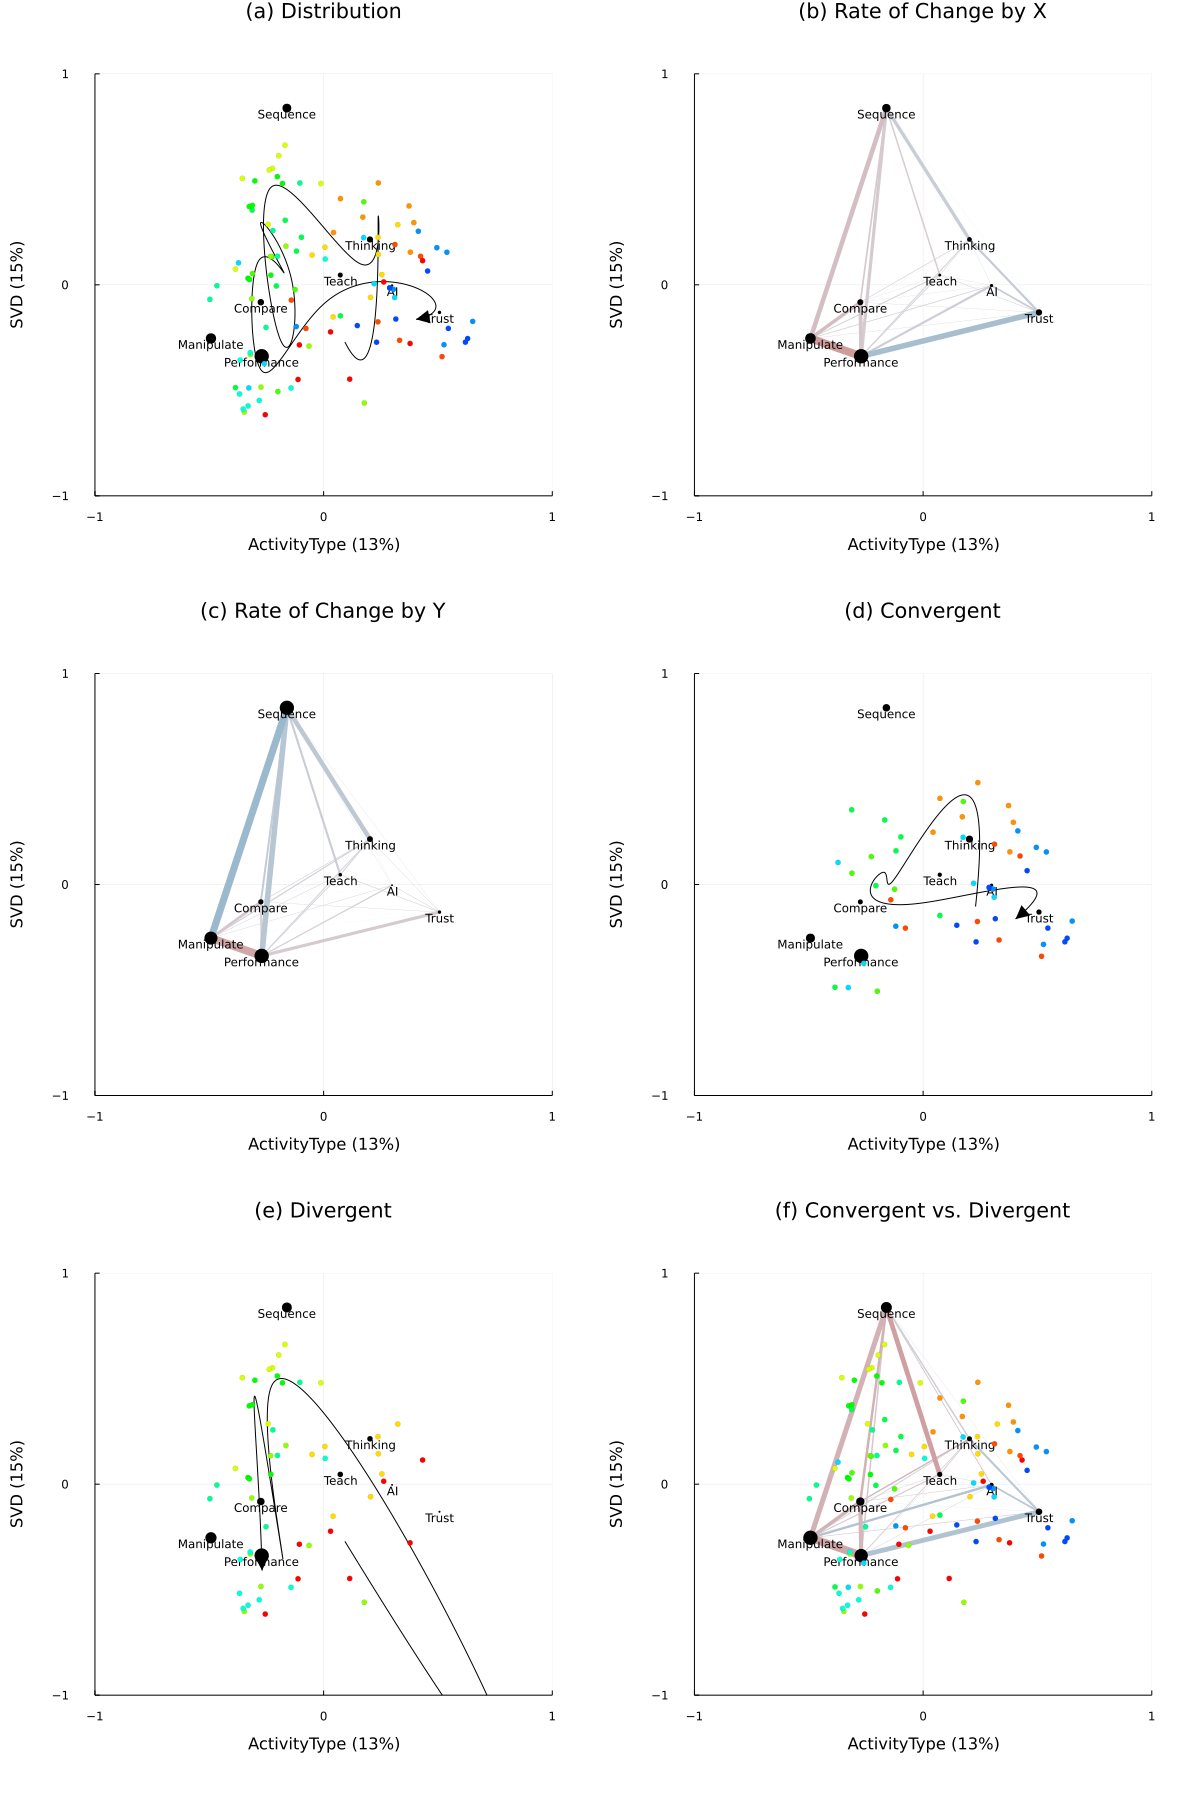 (a) Distribution
1
0
−1
−1
0
1
SVD (15%)
ActivityType (13%)
Sequence
Thinking
Teach
AI
Compare
Trust
Manipulate
Performance
(b) Rate of Change by X
1
0
−1
−1
0
1
SVD (15%)
ActivityType (13%)
Sequence
Thinking
Teach
AI
Compare
Trust
Manipulate
Performance
(c) Rate of Change by Y
1
0
−1
−1
0
1
SVD (15%)
ActivityType (13%)
Sequence
Thinking
Teach
AI
Compare
Trust
Manipulate
Performance
(d) Convergent
1
0
−1
−1
0
1
SVD (15%)
ActivityType (13%)
Sequence
Thinking
Teach
AI
Compare
Trust
Manipulate
Performance
(e) Divergent
1
0
−1
−1
0
1
SVD (15%)
ActivityType (13%)
Sequence
Thinking
Teach
AI
Compare
Trust
Manipulate
Performance
(f) Convergent vs. Divergent
1
0
−1
−1
0
1
SVD (15%)
ActivityType (13%)
Sequence
Thinking
Teach
AI
Compare
Trust
Manipulate
Performance